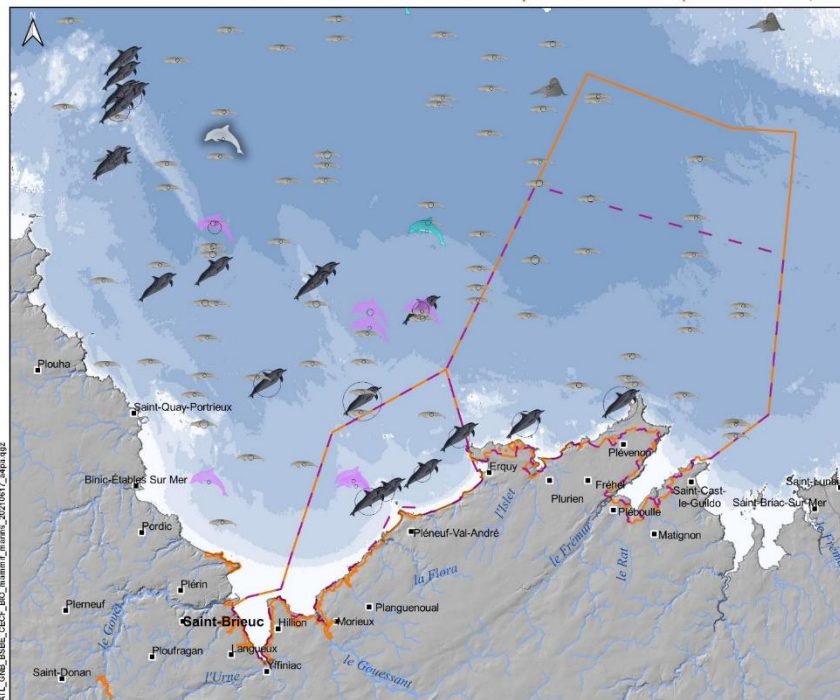 N
Plouha
Saint-Quay-Portrieux
Binic-Étables Sur Mer
Pordic
Plérin
Plerneuf
le Gouët
Saint-Brieuc
Ploufragan
Langueux
Saint-Donan
l'Urne
Yffiniac
Hillion
Morieux
Planguenoual
le Gouessant
la Flora
Pléneuf-Val-André
Erquy
l'Islet
Plurien
Fréhel
Plévenon
le Frémur
Pléboulle
le Rat
Matignon
Saint-Cast-
le-Guildo
Saint-Briac-Sur-Mer